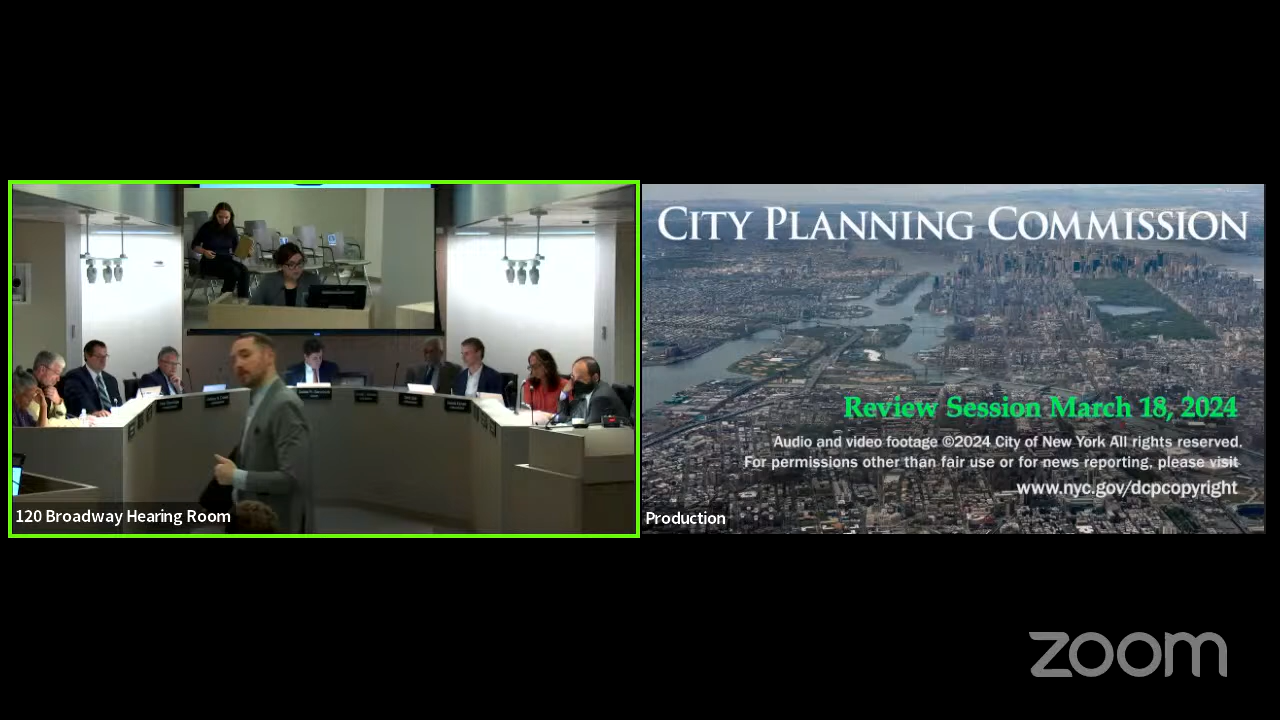 120 Broadway Hearing Room
CITY PLANNING COMMISSION
Review Session March 18, 2024
Audio and video footage ©2024 City of New York All rights reserved.
For permissions other than fair use or for news reporting, please visit
www.nyc.gov/dcpcopyright
Production
zoom